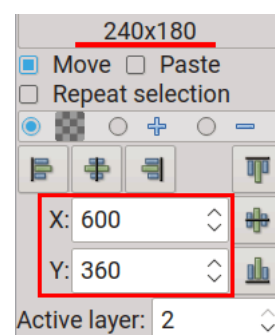 240x180
Move Paste
Repeat selection
X: 600
Y: 360
Active layer: 2